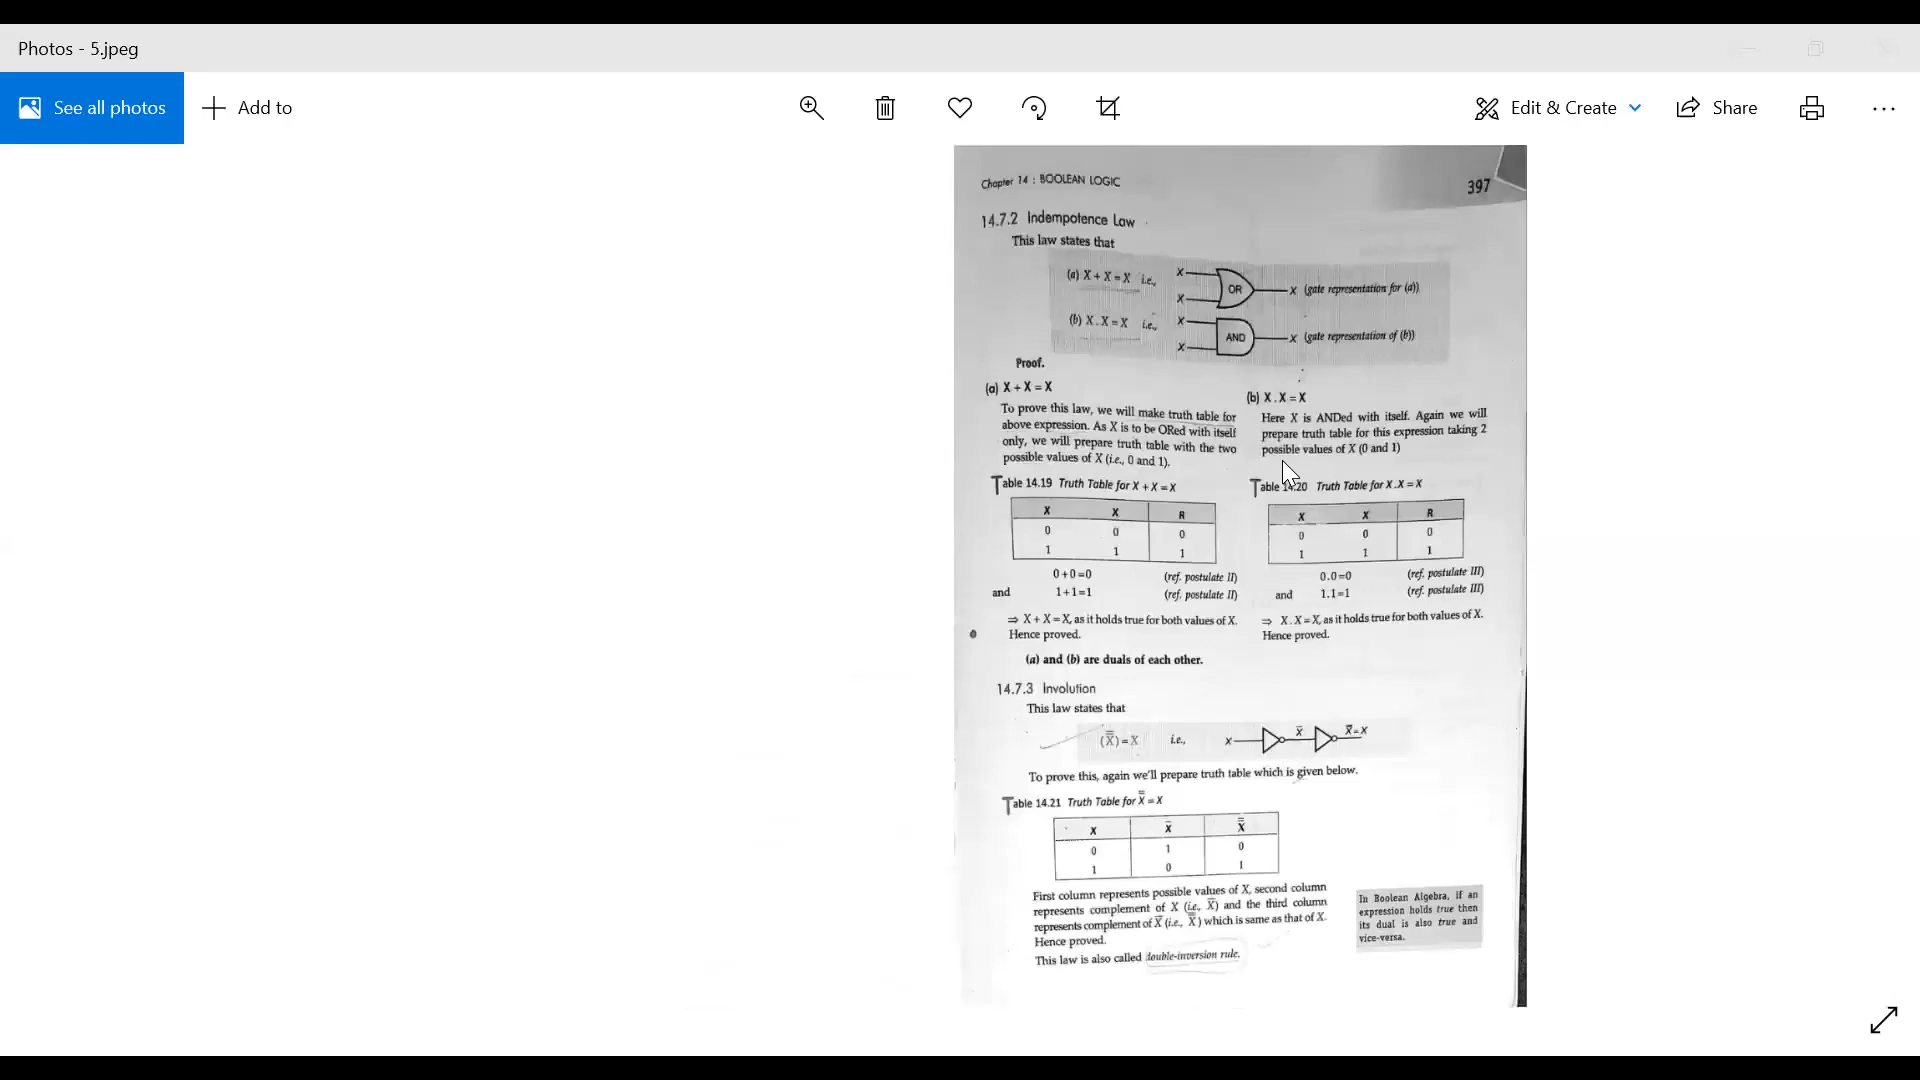 Photos - 5.jpeg
See all photos
Add to
Edit & Create
Share
Chapter 14 : BOOLEAN LOGIC
397
14.7.2 Indempotence Law
This law states that
(a) X + X = X i.e.,
X
X
OR
X (gate representation for (a))
(b) X . X = X i.e.,
X
X
AND
X (gate representation of (b))
Proof.
(a) X + X = X
To prove this law, we will make truth table for
above expression. As X is to be ORed with itself
only, we will prepare truth table with the two
possible values of X (i.e., 0 and 1).
Table 14.19 Truth Table for X + X = X
X X R
0 0 0
1 1 1
0+0=0 (ref. postulate II)
and 1+1=1 (ref. postulate II)
⇒ X + X = X, as it holds true for both values of X.
Hence proved.
(b) X . X = X
Here X is ANDed with itself. Again we will
prepare truth table for this expression taking 2
possible values of X (0 and 1)
Table 14.20 Truth Table for X . X = X
X X R
0 0 0
1 1 1
0.0=0 (ref. postulate III)
and 1.1=1 (ref. postulate III)
⇒ X . X = X, as it holds true for both values of X.
Hence proved.
(a) and (b) are duals of each other.
14.7.3 Involution
This law states that
(X̿) = X i.e., X X̅ X̿=X
To prove this, again we'll prepare truth table which is given below.
Table 14.21 Truth Table for X̿ = X
X X̅ X̿
0 1 0
1 0 1
First column represents possible values of X, second column
represents complement of X (i.e., X̅) and the third column
represents complement of X̅ (i.e., X̿) which is same as that of X.
Hence proved.
This law is also called double-inversion rule.
In Boolean Algebra, if an
expression holds true then
its dual is also true and
vice-versa.